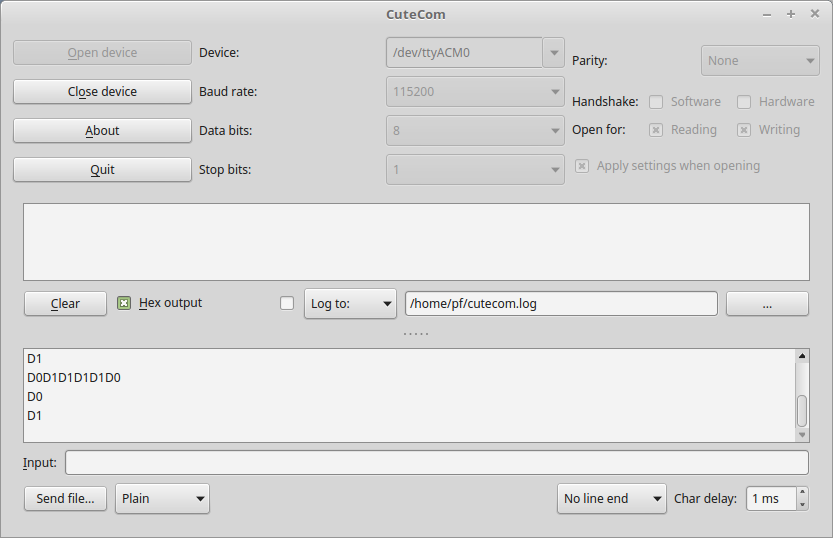 CuteCom
Open device
Device:
/dev/ttyACM0
Parity:
None
Close device
Baud rate:
115200
Handshake:
Software
Hardware
About
Data bits:
8
Open for:
Reading
Writing
Quit
Stop bits:
1
Apply settings when opening
Clear
Hex output
Log to:
/home/pf/cutecom.log
...
D1
D0D1D1D1D1D0
D0
D1
Input:
Send file...
Plain
No line end
Char delay:
1 ms